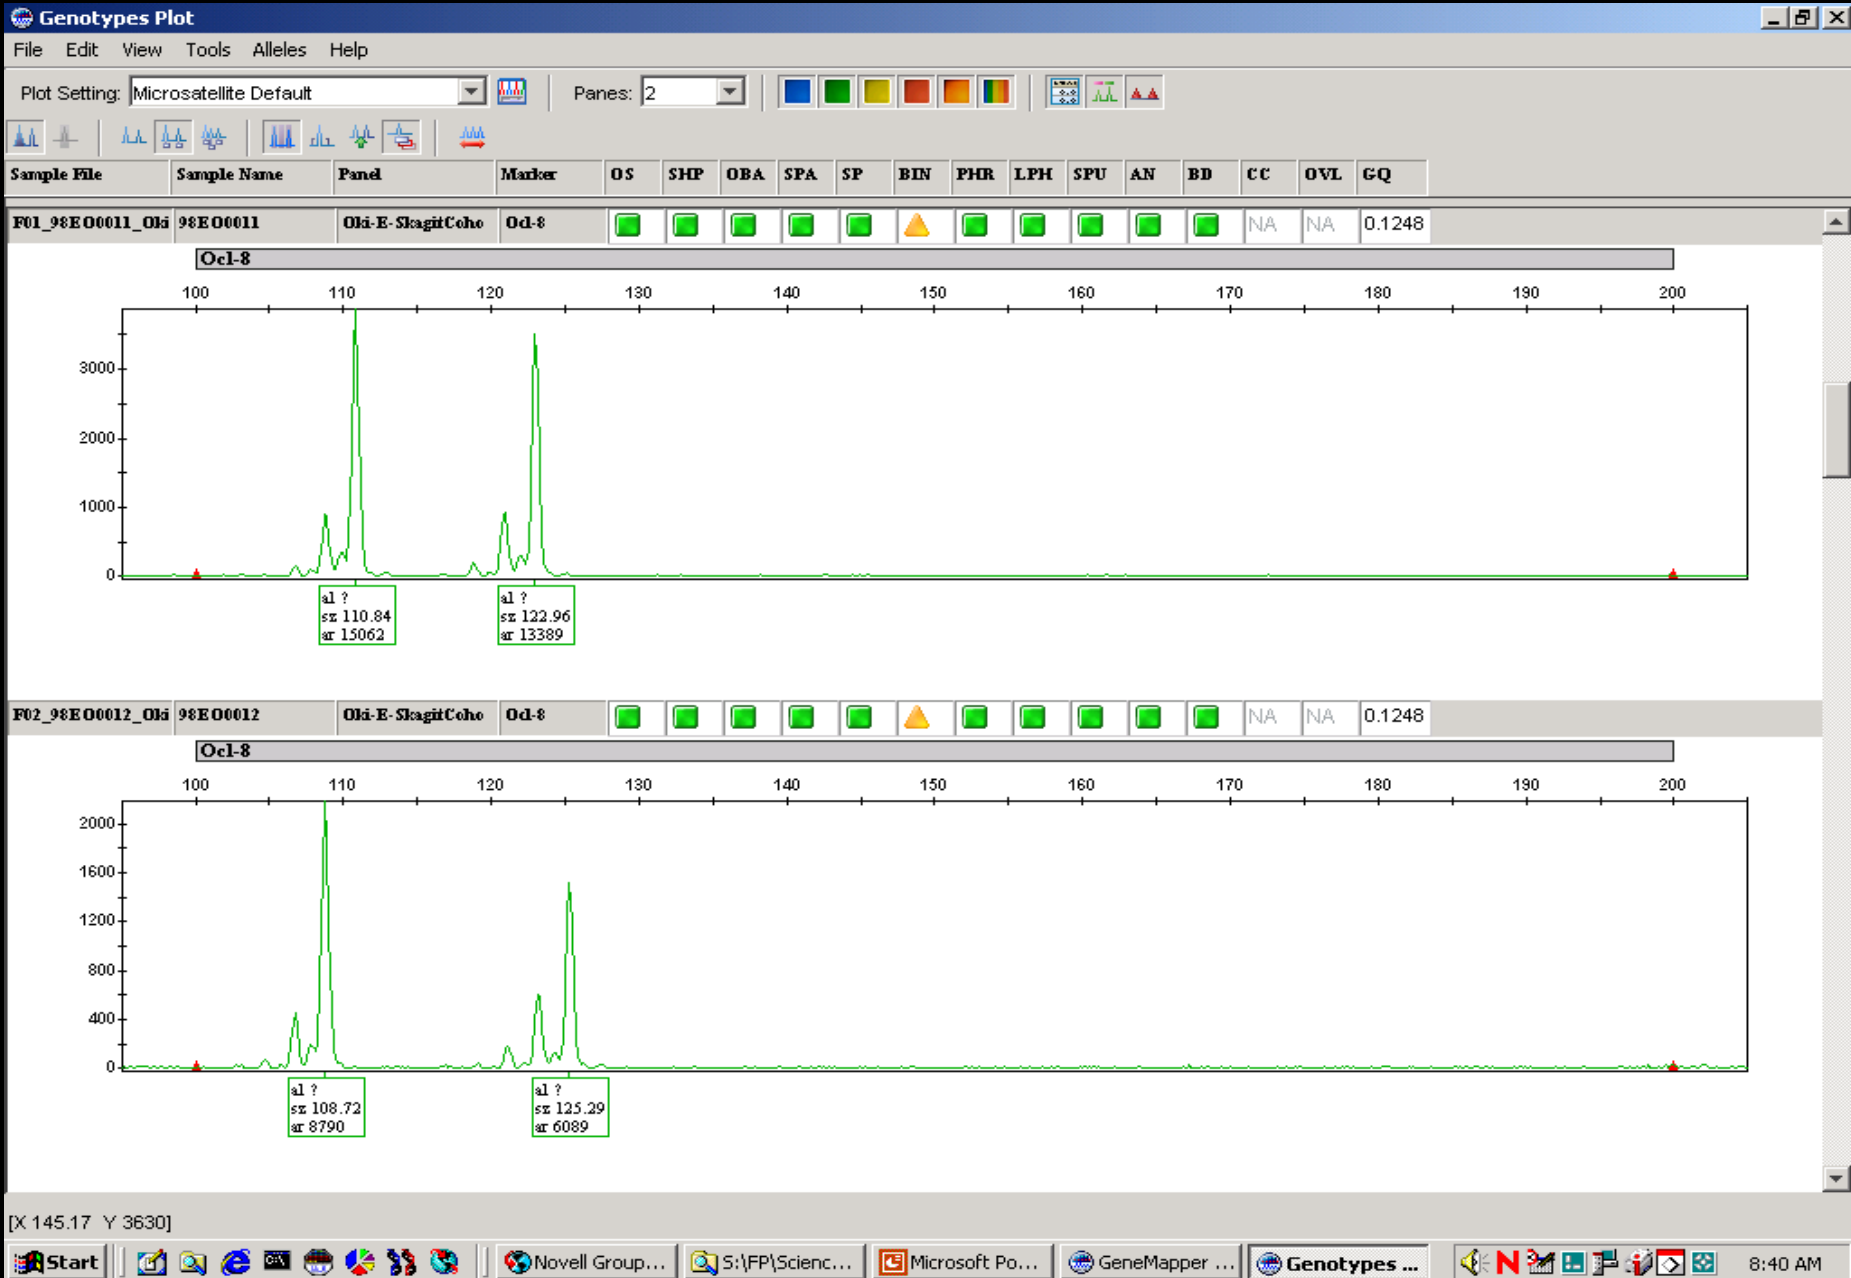 Genotypes Plot
File Edit View Tools Alleles Help
Plot Setting: Microsatellite Default Panes: 2
Sample File Sample Name Panel Marker OS SHP OBA SPA SP BIN PHR LPH SPU AN BD CC OVL GQ
F01_98E00011_Oki 98E00011 Oki-E-SkagitCoho Ocl-8 NA NA 0.1248
Ocl-8
100 110 120 130 140 150 160 170 180 190 200
3000
2000
1000
0
al ? al ?
sz 110.84 sz 122.96
ar 15062 ar 13389
F02_98E00012_Oki 98E00012 Oki-E-SkagitCoho Ocl-8 NA NA 0.1248
Ocl-8
100 110 120 130 140 150 160 170 180 190 200
2000
1600
1200
800
400
0
al ? al ?
sz 108.72 sz 125.29
ar 8790 ar 6089
[X 145.17 Y 3630]
Start Novell Group... S:\FP\Scienc... Microsoft Po... GeneMapper ... Genotypes ... 8:40 AM